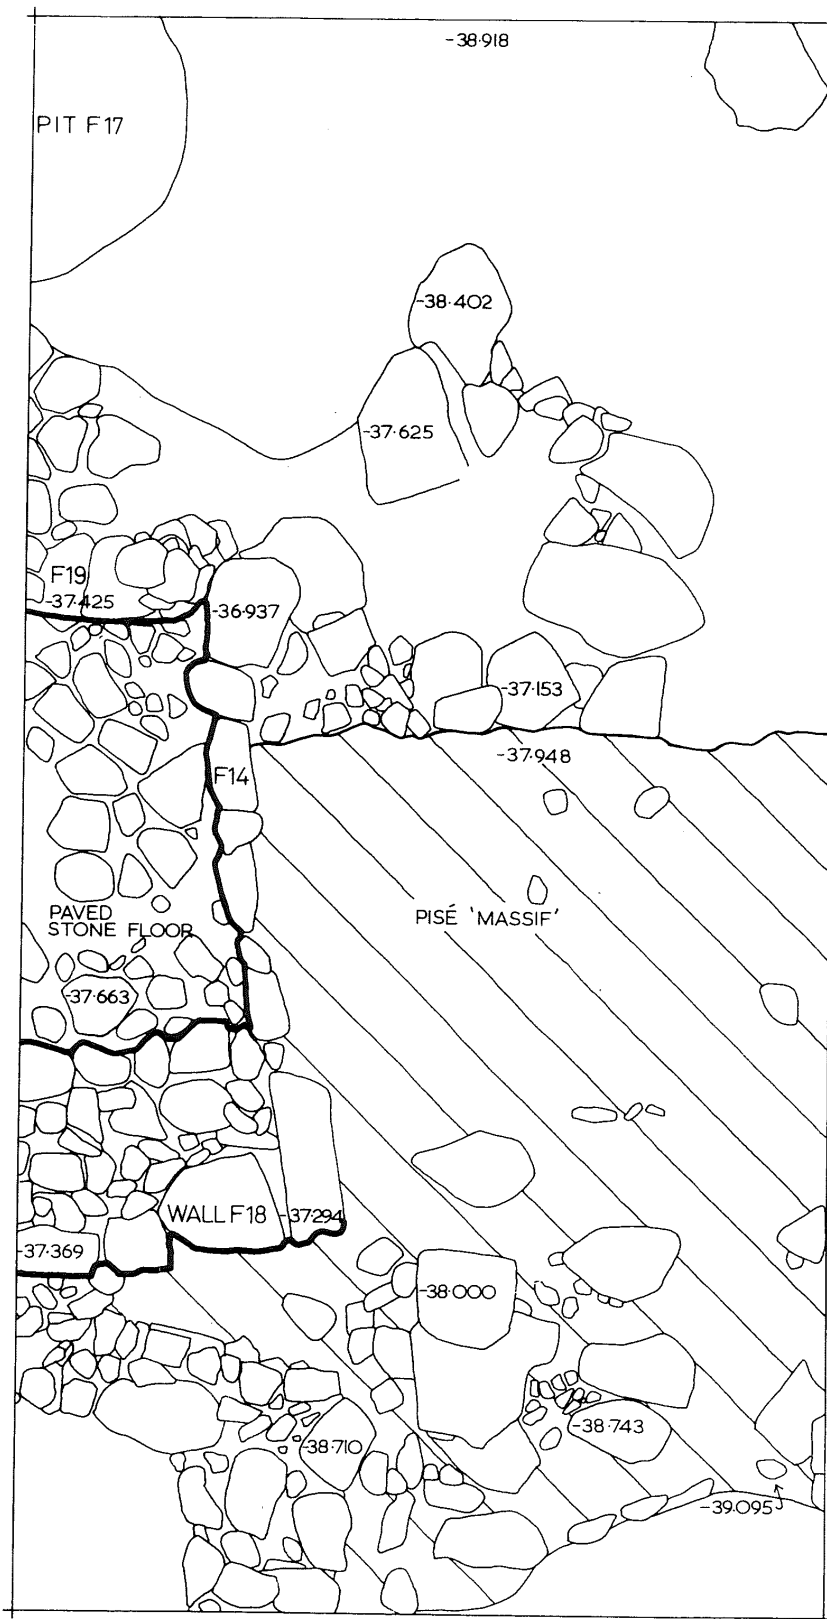 -38·918
PIT F17
-38·402
-37·625
F19
-37·425
-36·937
-37·153
-37·948
F14
PAVED
STONE FLOOR
PISÉ 'MASSIF'
-37·663
WALL F18
-37·294
-37·369
-38·000
-38·743
-38·710
-39·095